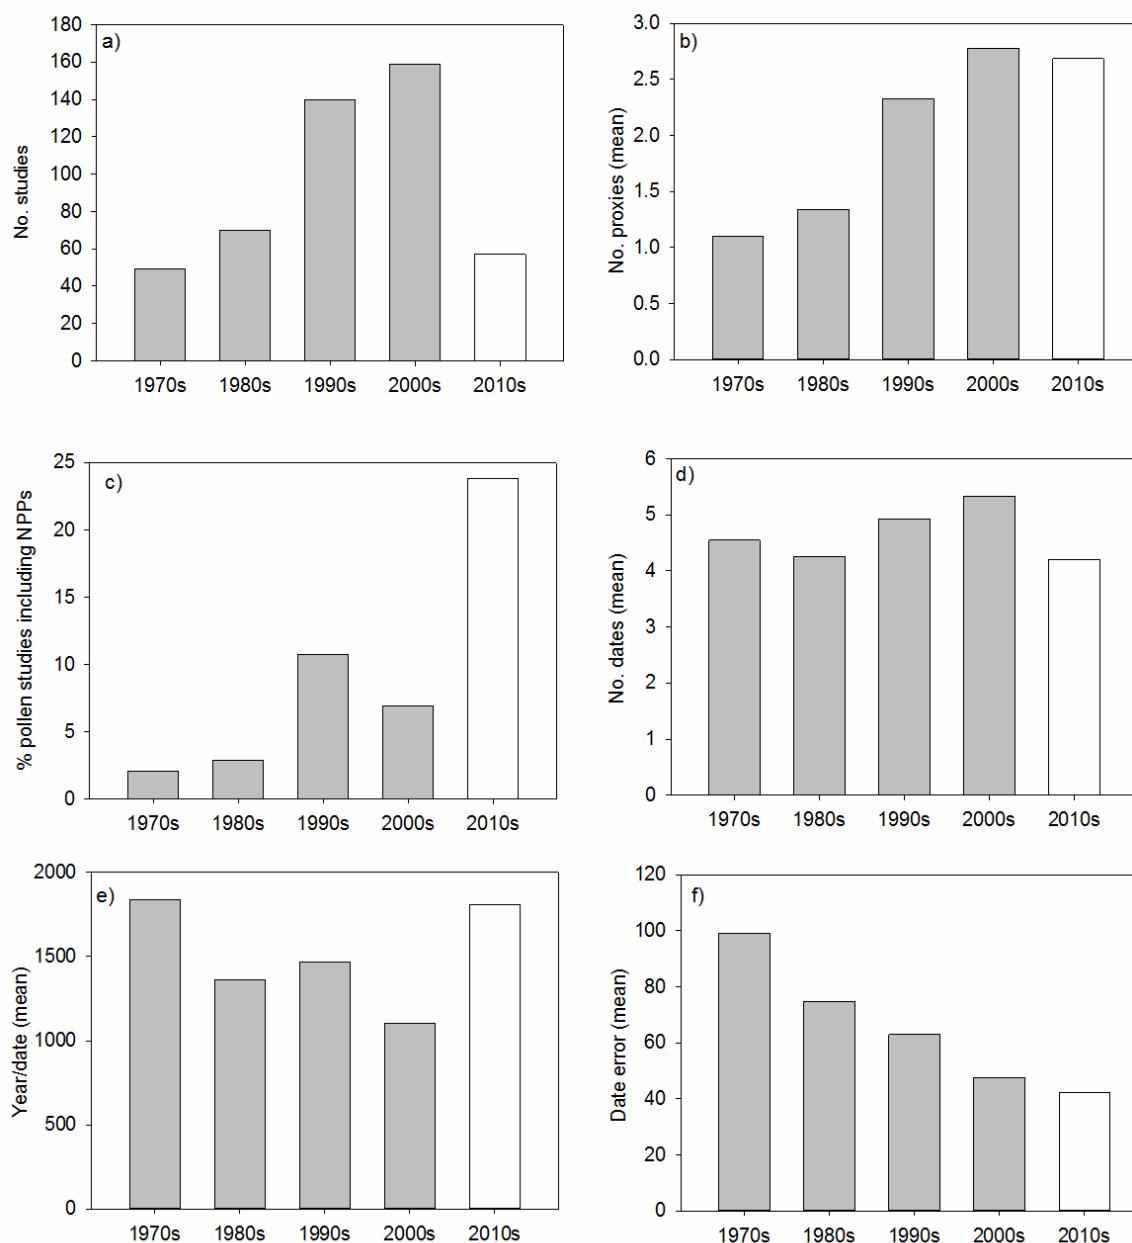 a)
No. studies
180
160
140
120
100
80
60
40
20
0
1970s 1980s 1990s 2000s 2010s
b)
No. proxies (mean)
3.0
2.5
2.0
1.5
1.0
0.5
0.0
1970s 1980s 1990s 2000s 2010s
c)
% pollen studies including NPPs
25
20
15
10
5
0
1970s 1980s 1990s 2000s 2010s
d)
No. dates (mean)
6
5
4
3
2
1
0
1970s 1980s 1990s 2000s 2010s
e)
Year/date (mean)
2000
1500
1000
500
0
1970s 1980s 1990s 2000s 2010s
f)
Date error (mean)
120
100
80
60
40
20
0
1970s 1980s 1990s 2000s 2010s